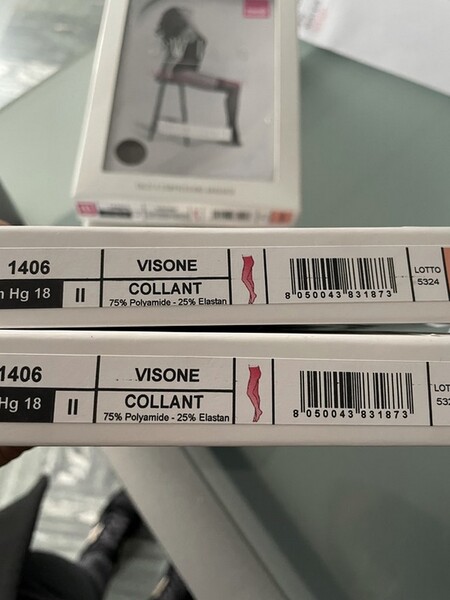 1406
VISONE
m Hg 18
II
COLLANT
75% Polyamide - 25% Elastan
8 050043 831873
LOTTO
5324
1406
VISONE
Hg 18
II
COLLANT
75% Polyamide - 25% Elastan
8 050043 831873
LOT
532